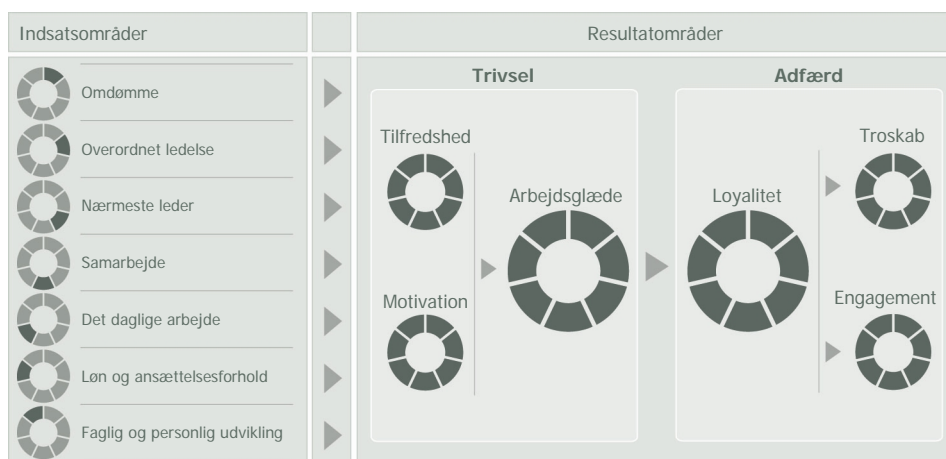 Indsatsområder
Resultatområder
Omdømme
Overordnet ledelse
Nærmeste leder
Samarbejde
Det daglige arbejde
Løn og ansættelsesforhold
Faglig og personlig udvikling
Trivsel
Tilfredshed
Arbejdsglæde
Motivation
Adfærd
Troskab
Loyalitet
Engagement